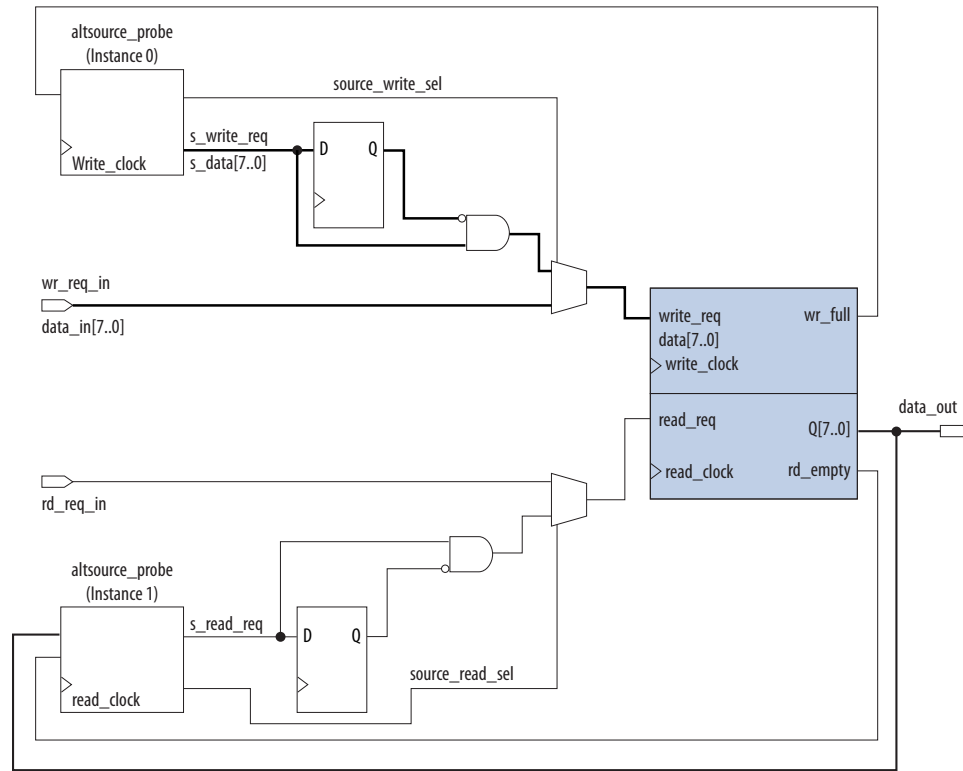 altsource_probe
(Instance 0)
source_write_sel
s_write_req
D
Q
Write_clock
s_data[7..0]
wr_req_in
data_in[7..0]
write_req
wr_full
data[7..0]
write_clock
data_out
read_req
Q[7..0]
read_clock
rd_empty
rd_req_in
altsource_probe
(Instance 1)
s_read_req
D
Q
source_read_sel
read_clock